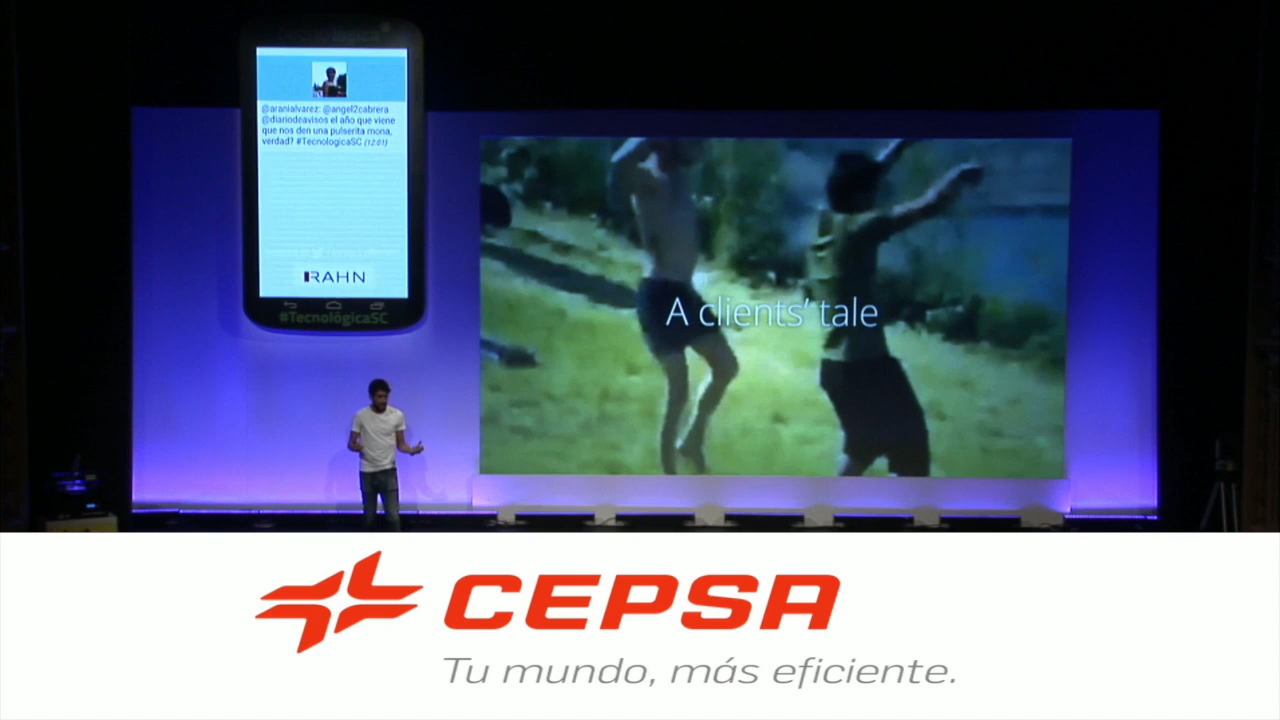 @aranialvarez: @angel2cabrera
@diariodeavisos el año que viene
que nos den una pulserita mona,
verdad? #TecnologicaSC (12:01)
RAHN
#TecnológicaSC
A clients' tale
CEPSA
Tu mundo, más eficiente.